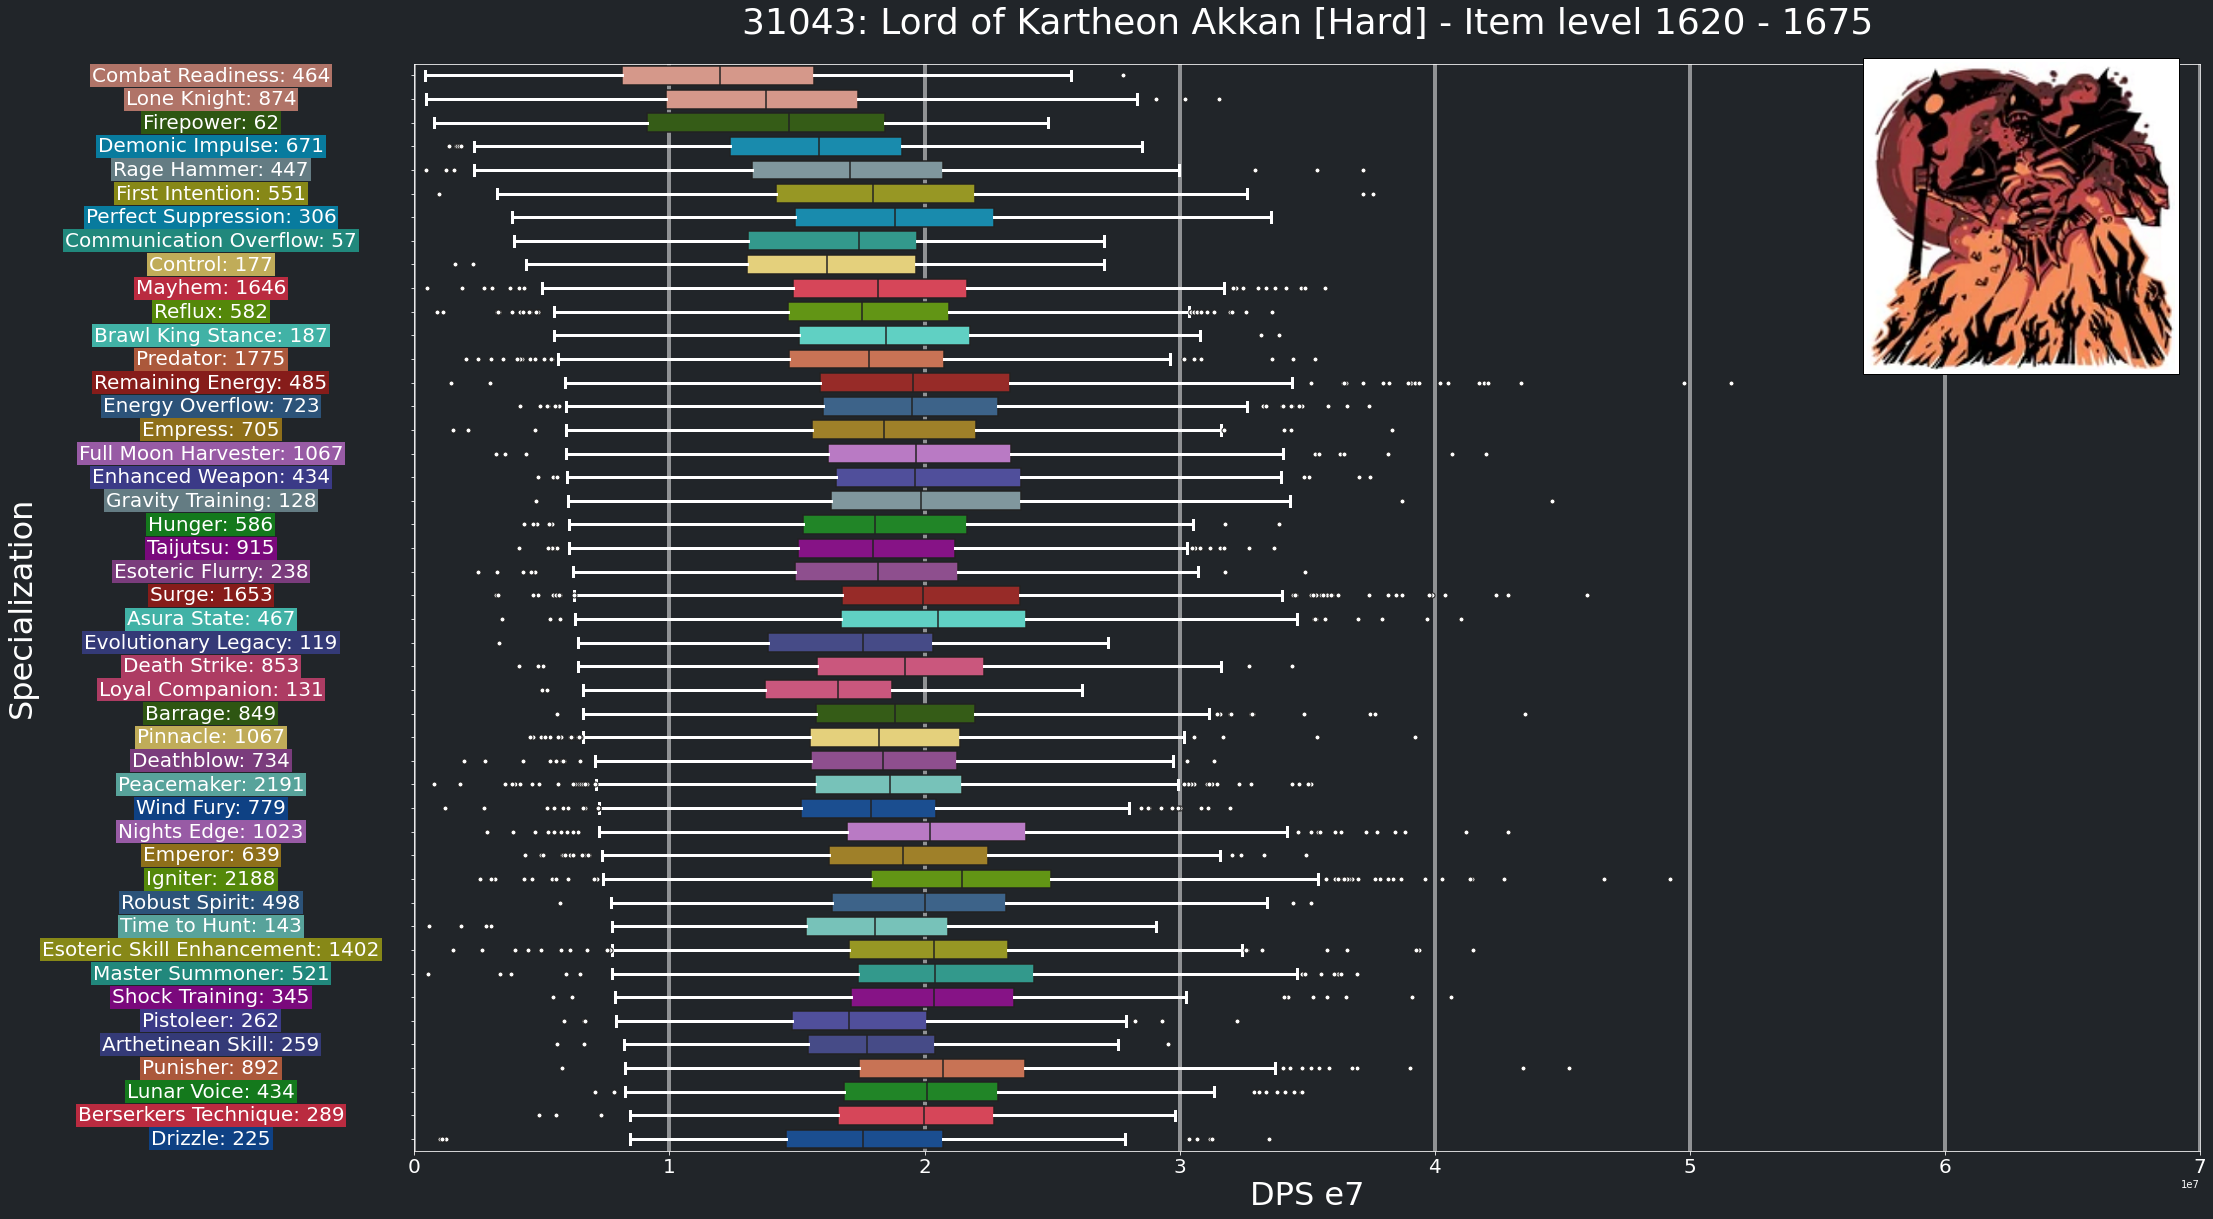 31043: Lord of Kartheon Akkan [Hard] - Item level 1620 - 1675
Specialization
Combat Readiness: 464
Lone Knight: 874
Firepower: 62
Demonic Impulse: 671
Rage Hammer: 447
First Intention: 551
Perfect Suppression: 306
Communication Overflow: 57
Control: 177
Mayhem: 1646
Reflux: 582
Brawl King Stance: 187
Predator: 1775
Remaining Energy: 485
Energy Overflow: 723
Empress: 705
Full Moon Harvester: 1067
Enhanced Weapon: 434
Gravity Training: 128
Hunger: 586
Taijutsu: 915
Esoteric Flurry: 238
Surge: 1653
Asura State: 467
Evolutionary Legacy: 119
Death Strike: 853
Loyal Companion: 131
Barrage: 849
Pinnacle: 1067
Deathblow: 734
Peacemaker: 2191
Wind Fury: 779
Nights Edge: 1023
Emperor: 639
Igniter: 2188
Robust Spirit: 498
Time to Hunt: 143
Esoteric Skill Enhancement: 1402
Master Summoner: 521
Shock Training: 345
Pistoleer: 262
Arthetinean Skill: 259
Punisher: 892
Lunar Voice: 434
Berserkers Technique: 289
Drizzle: 225
0 1 2 3 4 5 6 7
1e7
DPS e7